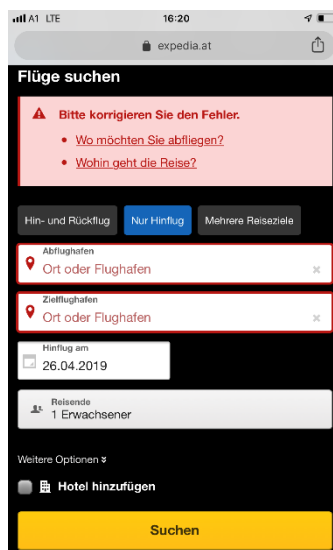 A1 LTE 16:20
expedia.at
Flüge suchen
Bitte korrigieren Sie den Fehler.
Wo möchten Sie abfliegen?
Wohin geht die Reise?
Hin- und Rückflug Nur Hinflug Mehrere Reiseziele
Abflughafen
Ort oder Flughafen
Zielflughafen
Ort oder Flughafen
Hinflug am
26.04.2019
Reisende
1 Erwachsener
Weitere Optionen
Hotel hinzufügen
Suchen